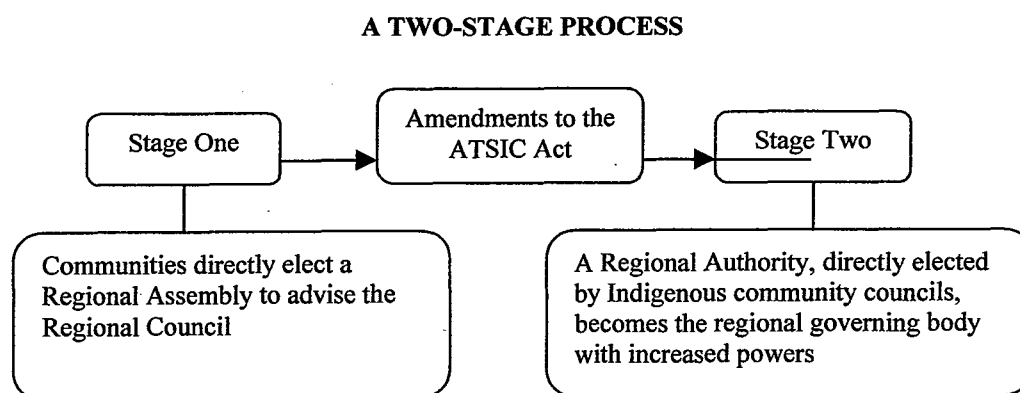 A TWO-STAGE PROCESS
Stage One
Amendments to the
ATSIC Act
Stage Two
Communities directly elect a
Regional Assembly to advise the
Regional Council
A Regional Authority, directly elected
by Indigenous community councils,
becomes the regional governing body
with increased powers